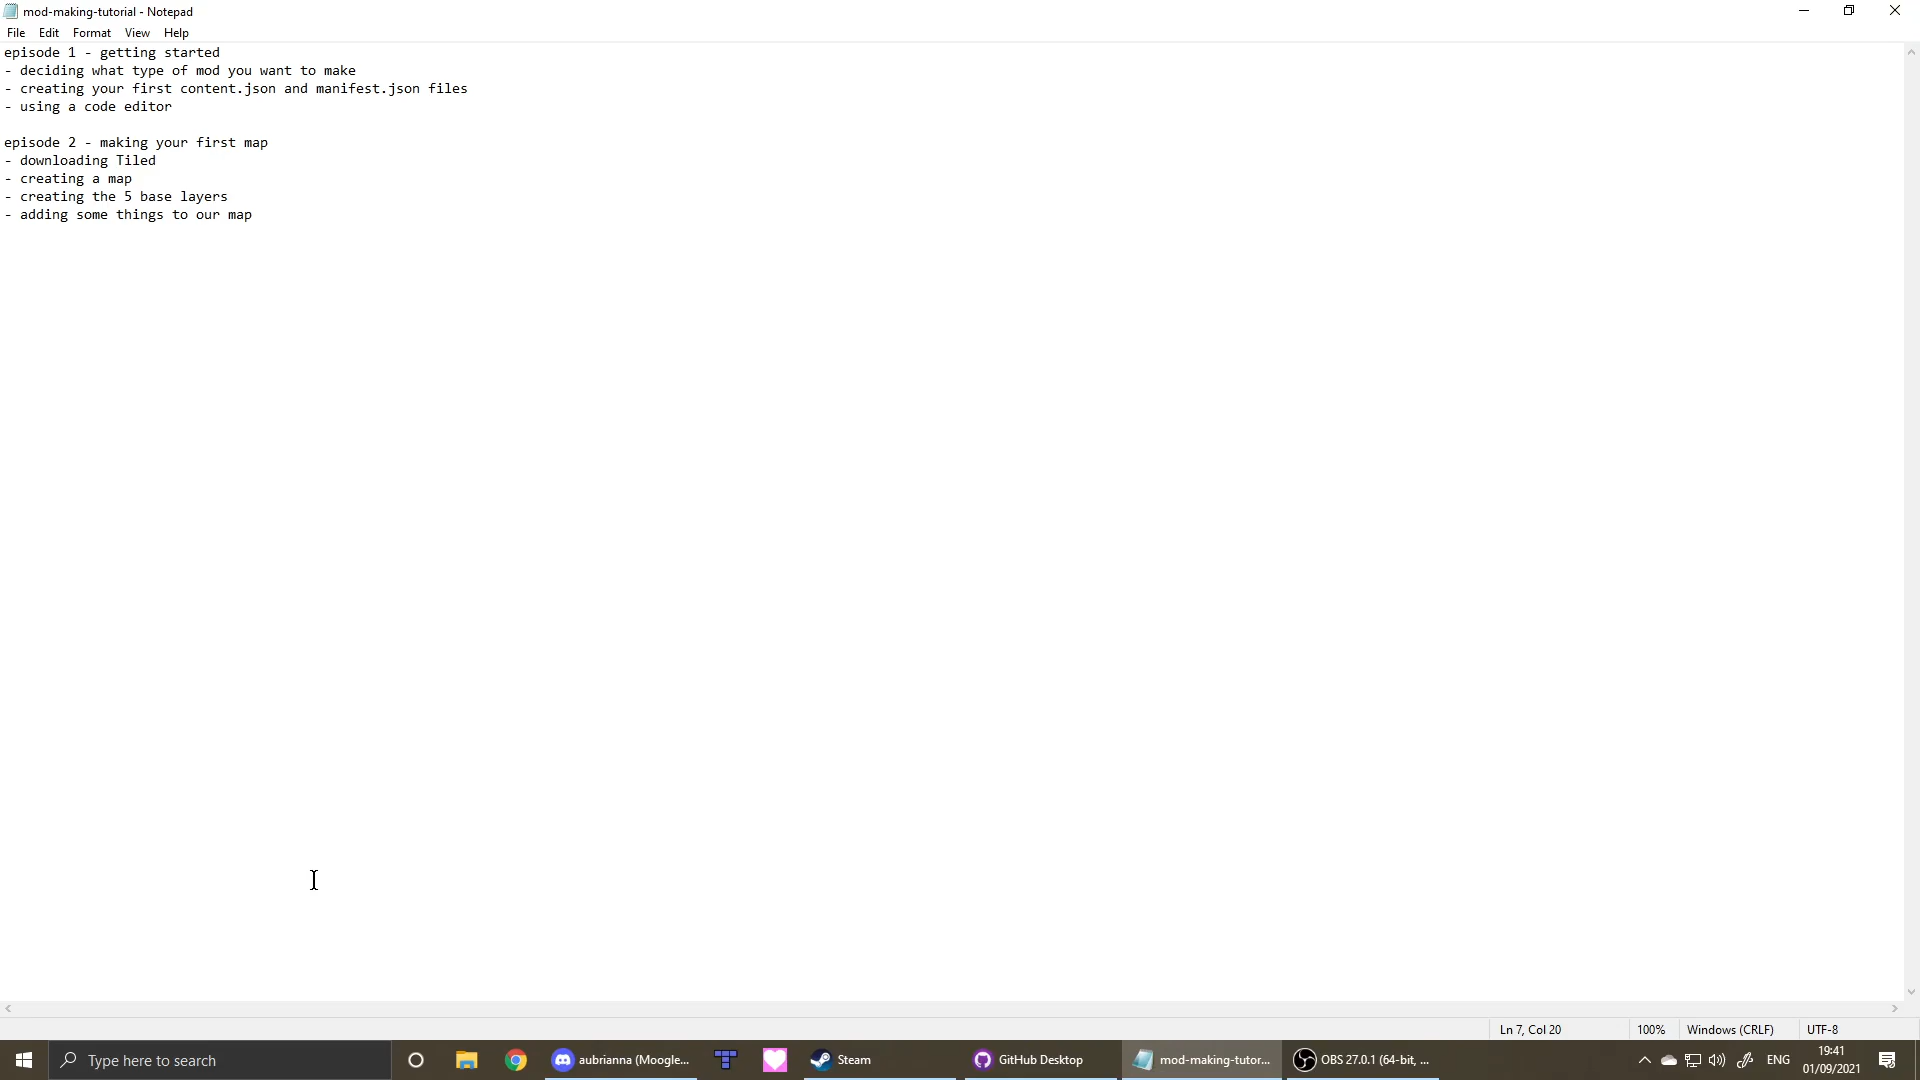 mod-making-tutorial - Notepad
File Edit Format View Help
episode 1 - getting started
- deciding what type of mod you want to make
- creating your first content.json and manifest.json files
- using a code editor
episode 2 - making your first map
- downloading Tiled
- creating a map
- creating the 5 base layers
- adding some things to our map
Ln 7, Col 20 100% Windows (CRLF) UTF-8
Type here to search aubrianna (Moogle... Steam GitHub Desktop mod-making-tutor... OBS 27.0.1 (64-bit, ... ENG 19:41
01/09/2021